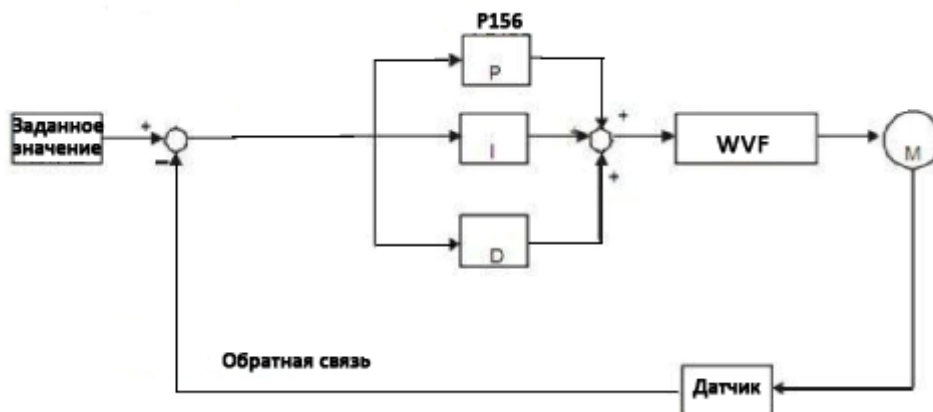 P156
P
Заданное
значение
+
−
I
+
+
+
WVF
M
D
Обратная связь
Датчик